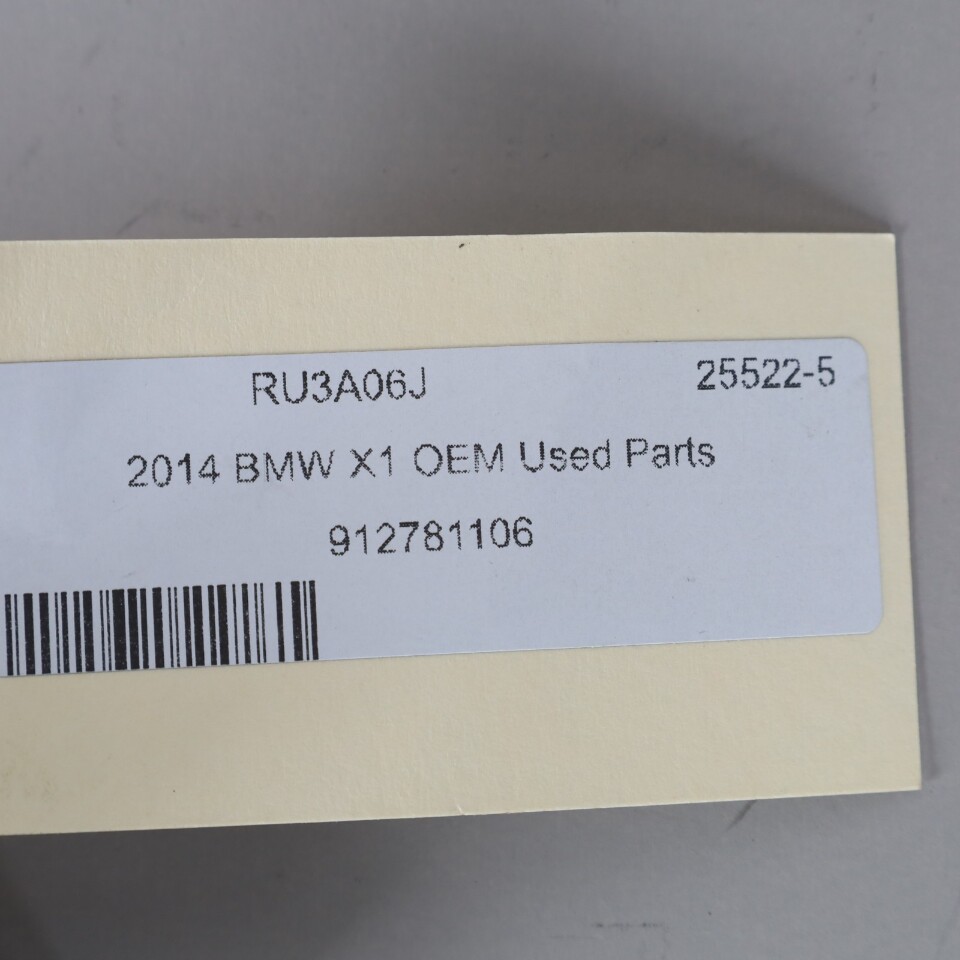 RU3A06J 25522-5
2014 BMW X1 OEM Used Parts
912781106